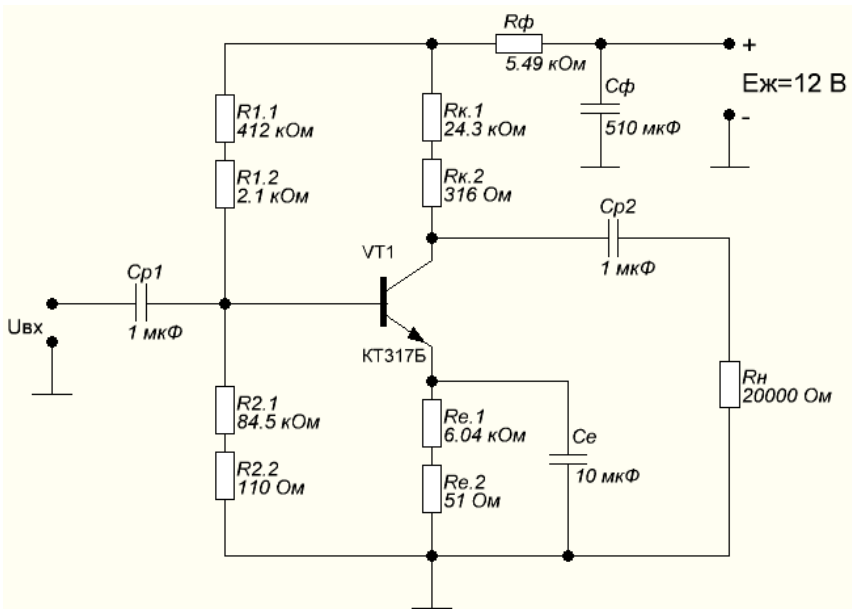 Rф
5.49 кОм
+
Eж=12 В
-
Cф
510 мкФ
R1.1
412 кОм
Rк.1
24.3 кОм
R1.2
2.1 кОм
Rк.2
316 Ом
Cp2
1 мкФ
VT1
Cp1
1 мкФ
Uвх
КТ317Б
Rн
20000 Ом
R2.1
84.5 кОм
Re.1
6.04 кОм
Ce
10 мкФ
R2.2
110 Ом
Re.2
51 Ом